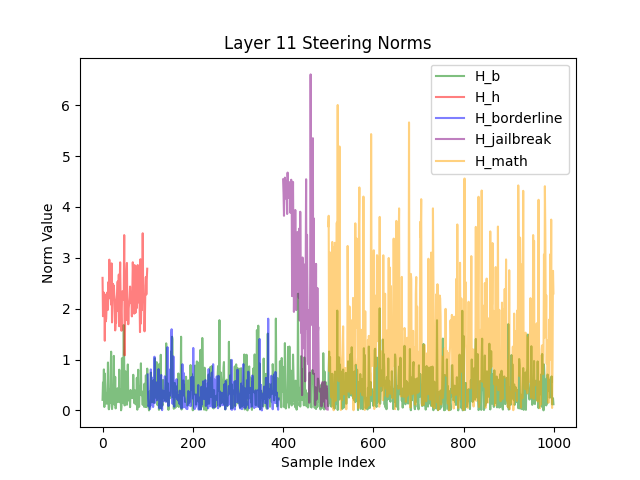 Layer 11 Steering Norms
H_b
H_h
H_borderline
H_jailbreak
H_math
Norm Value
6
5
4
3
2
1
0
0 200 400 600 800 1000
Sample Index